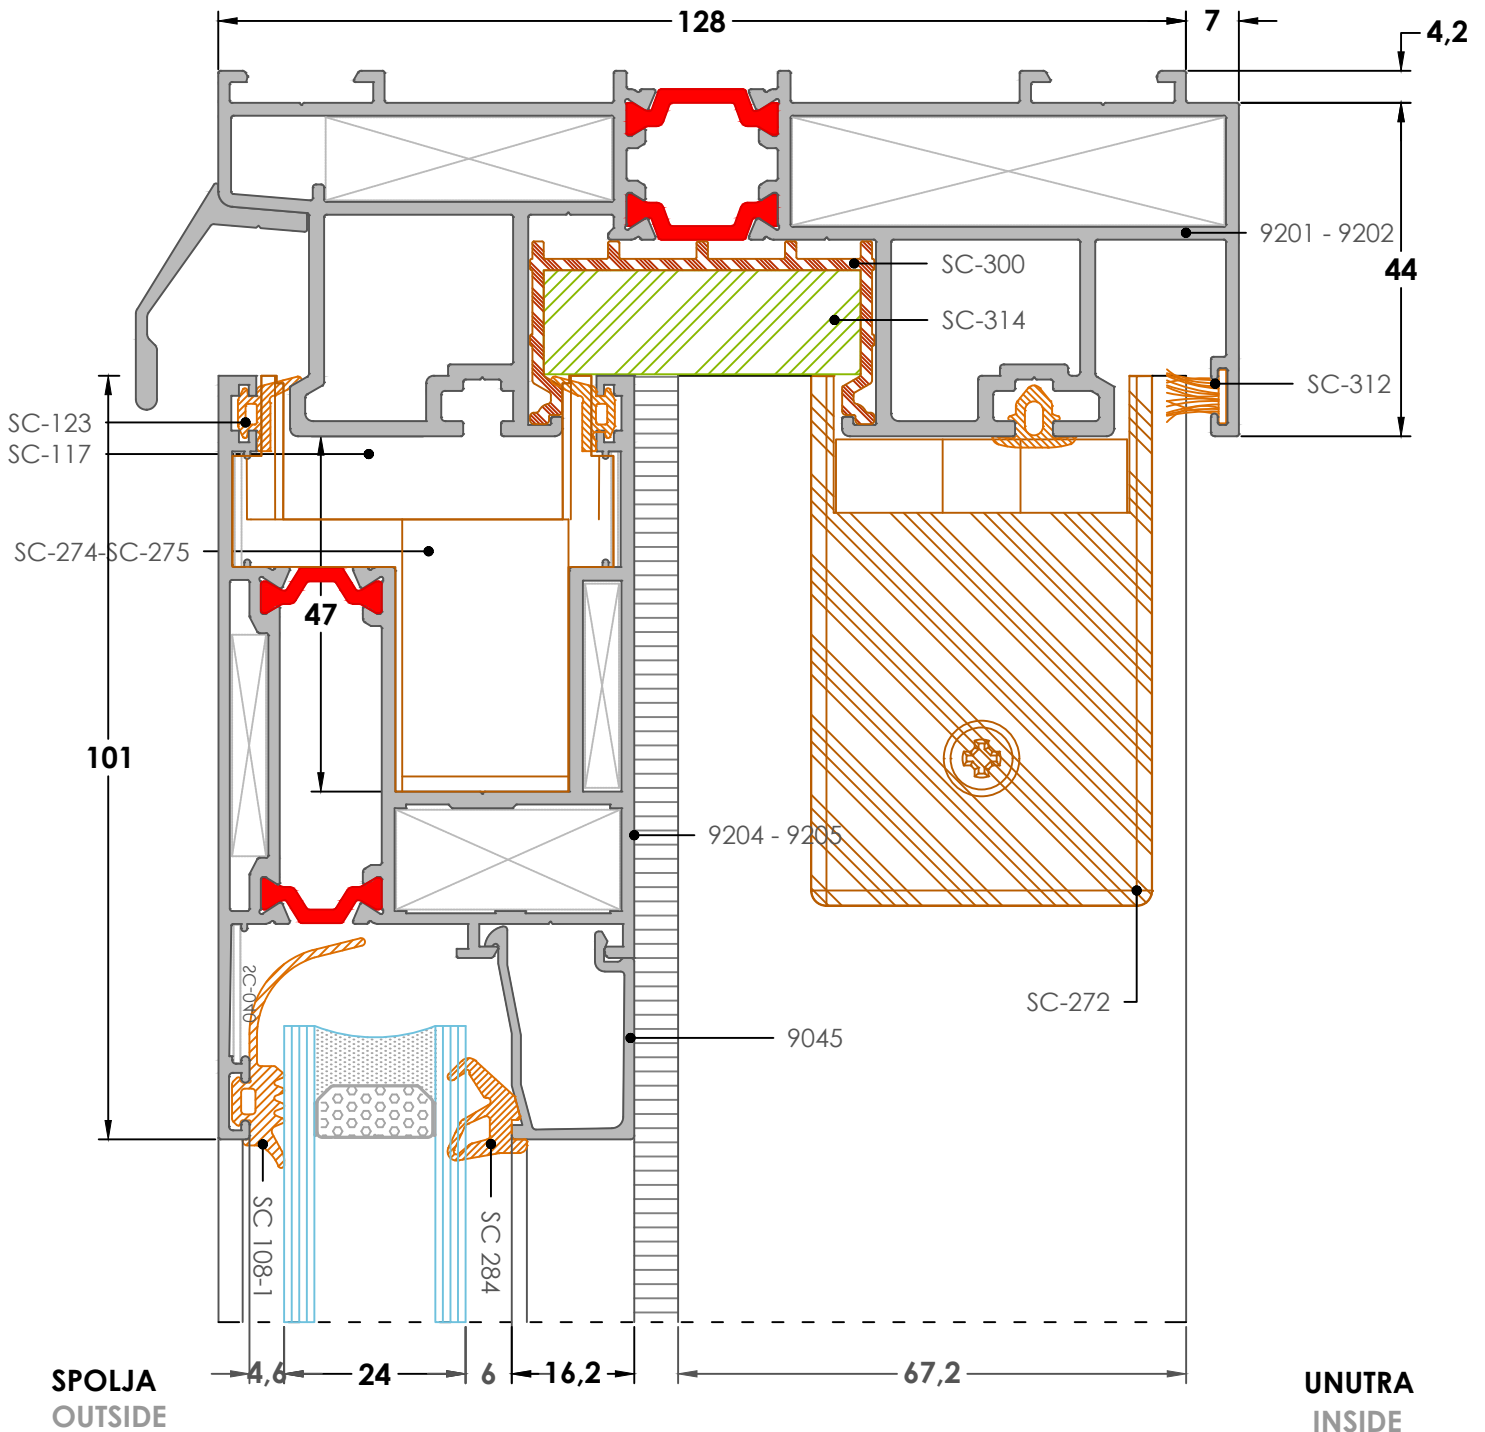 128
7
4,2
9201 - 9202
SC-300
44
SC-314
SC-312
SC-123
SC-117
SC-274-SC-275
47
101
9204 - 9205
SC-040
SC-272
9045
SC 108-1
SC 284
4,6
24
6
16,2
67,2
SPOLJA
OUTSIDE
UNUTRA
INSIDE